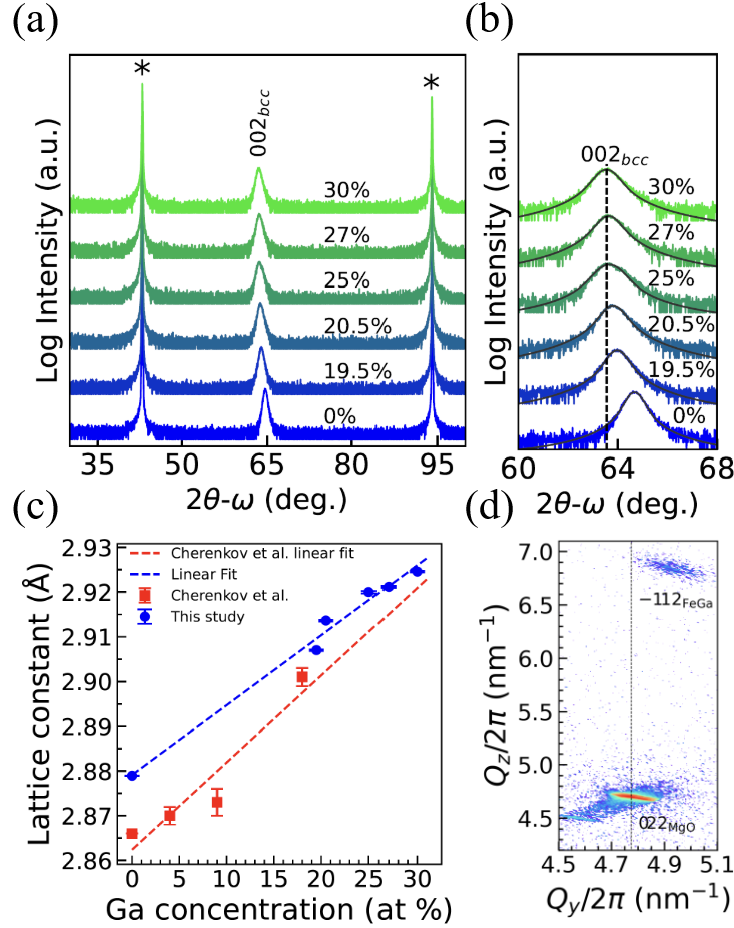 (a)
*
*
002bcc
30%
27%
25%
20.5%
19.5%
0%
Log Intensity (a.u.)
35 50 65 80 95
2θ-ω (deg.)
(b)
002bcc
30%
27%
25%
20.5%
19.5%
0%
Log Intensity (a.u.)
60 64 68
2θ-ω (deg.)
(c)
Cherenkov et al. linear fit
Linear Fit
Cherenkov et al.
This study
2.93
2.92
2.91
2.90
2.89
2.88
2.87
2.86
Lattice constant (Å)
0 5 10 15 20 25 30
Ga concentration (at %)
(d)
7.0
6.5
6.0
5.5
5.0
4.5
−112FeGa
022MgO
Qz/2π (nm⁻¹)
4.5 4.7 4.9 5.1
Qy/2π (nm⁻¹)